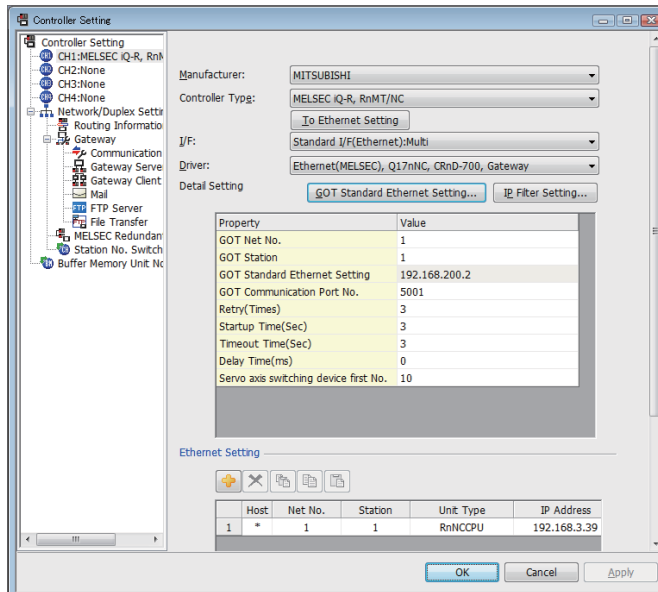 Controller Setting
Controller Setting
CH1:MELSEC iQ-R, RnM
CH2:None
CH3:None
CH4:None
Network/Duplex Settin
Routing Informatio
Gateway
Communication
Gateway Serve
Gateway Client
Mail
FTP Server
File Transfer
MELSEC Redundan
Station No. Switch
Buffer Memory Unit No
Manufacturer: MITSUBISHI
Controller Type: MELSEC iQ-R, RnMT/NC
To Ethernet Setting
I/F: Standard I/F(Ethernet):Multi
Driver: Ethernet(MELSEC), Q17nNC, CRnD-700, Gateway
Detail Setting GOT Standard Ethernet Setting... IP Filter Setting...
Property Value
GOT Net No. 1
GOT Station 1
GOT Standard Ethernet Setting 192.168.200.2
GOT Communication Port No. 5001
Retry(Times) 3
Startup Time(Sec) 3
Timeout Time(Sec) 3
Delay Time(ms) 0
Servo axis switching device first No. 10
Ethernet Setting
Host Net No. Station Unit Type IP Address
1 * 1 1 RnNCCPU 192.168.3.39
OK Cancel Apply